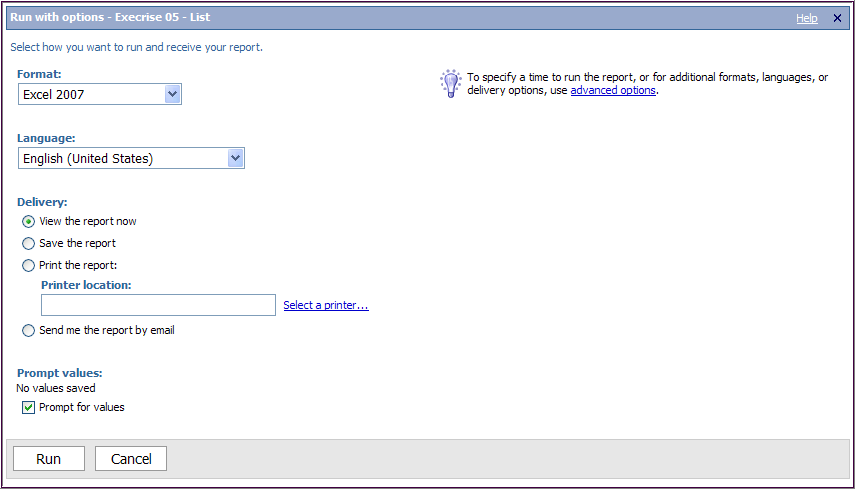 Run with options - Execrise 05 - List
Help
Select how you want to run and receive your report.
Format:
Excel 2007
To specify a time to run the report, or for additional formats, languages, or
delivery options, use advanced options.
Language:
English (United States)
Delivery:
View the report now
Save the report
Print the report:
Printer location:
Select a printer...
Send me the report by email
Prompt values:
No values saved
Prompt for values
Run
Cancel